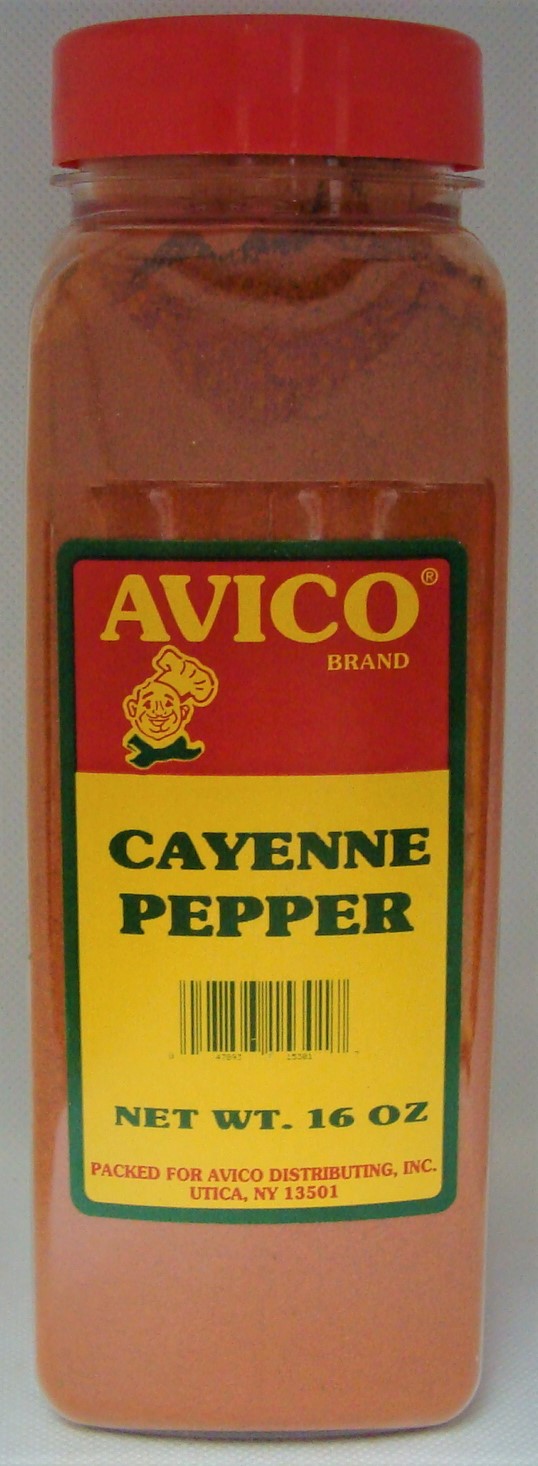 AVICO®
BRAND
CAYENNE
PEPPER
NET WT. 16 OZ
PACKED FOR AVICO DISTRIBUTING, INC.
UTICA, NY 13501